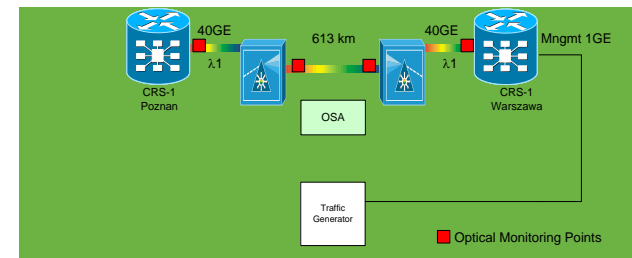 40GE
613 km
40GE
Mngmt 1GE
λ1
λ1
CRS-1
Poznan
CRS-1
Warszawa
OSA
Traffic
Generator
Optical Monitoring Points